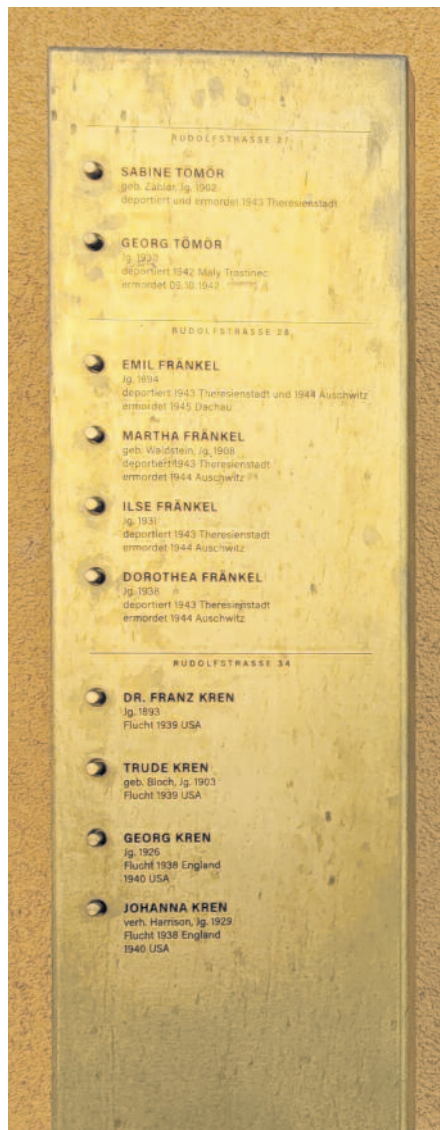 RUDOLFSTRASSE 27
SABINE TÖMÖR
geb. Zahler, Jg. 1902
deportiert und ermordet 1943 Theresienstadt
GEORG TÖMÖR
Jg.
deportiert 1942 Maly Trostinec
ermordet 09.10.1942
RUDOLFSTRASSE 28
EMIL FRÄNKEL
Jg. 1894
deportiert 1943 Theresienstadt und 1944 Auschwitz
ermordet 1945 Dachau
MARTHA FRÄNKEL
geb. Waldstein, Jg. 1908
deportiert 1943 Theresienstadt
ermordet 1944 Auschwitz
ILSE FRÄNKEL
Jg. 1931
deportiert 1943 Theresienstadt
ermordet 1944 Auschwitz
DOROTHEA FRÄNKEL
Jg. 1938
deportiert 1943 Theresienstadt
ermordet 1944 Auschwitz
RUDOLFSTRASSE 34
DR. FRANZ KREN
Jg. 1893
Flucht 1939 USA
TRUDE KREN
geb. Bloch, Jg. 1903
Flucht 1939 USA
GEORG KREN
Jg. 1926
Flucht 1938 England
1940 USA
JOHANNA KREN
verh. Harrison, Jg. 1929
Flucht 1938 England
1940 USA